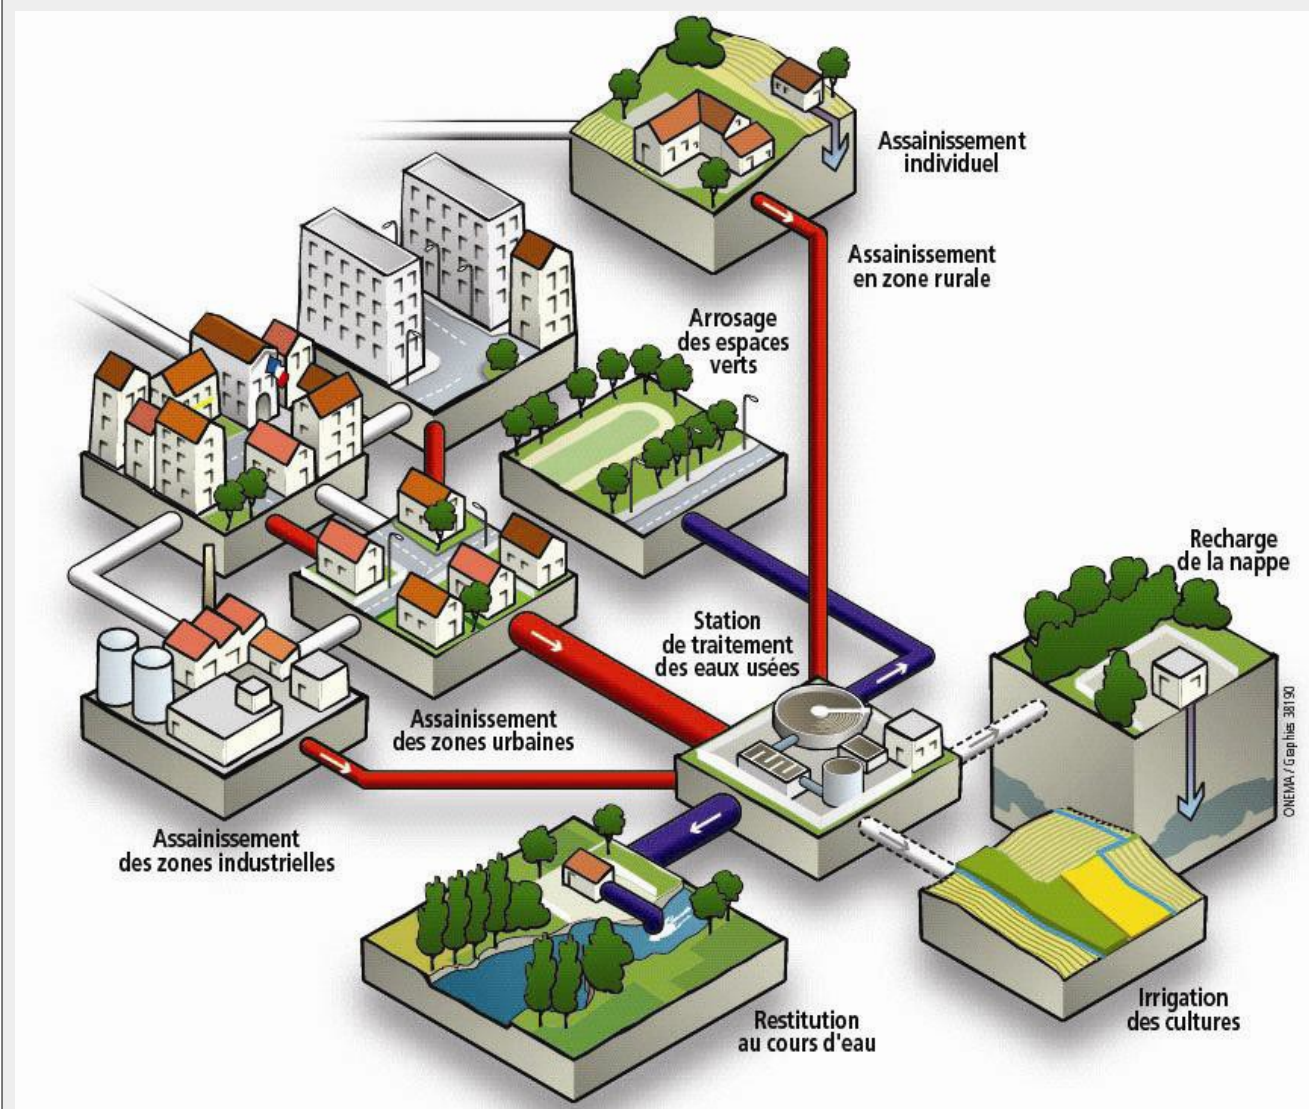 Assainissement
individuel
Assainissement
en zone rurale
Arrosage
des espaces
verts
Recharge
de la nappe
Station
de traitement
des eaux usées
Assainissement
des zones urbaines
Assainissement
des zones industrielles
Irrigation
des cultures
Restitution
au cours d'eau
ONEMA / Graphies 38190